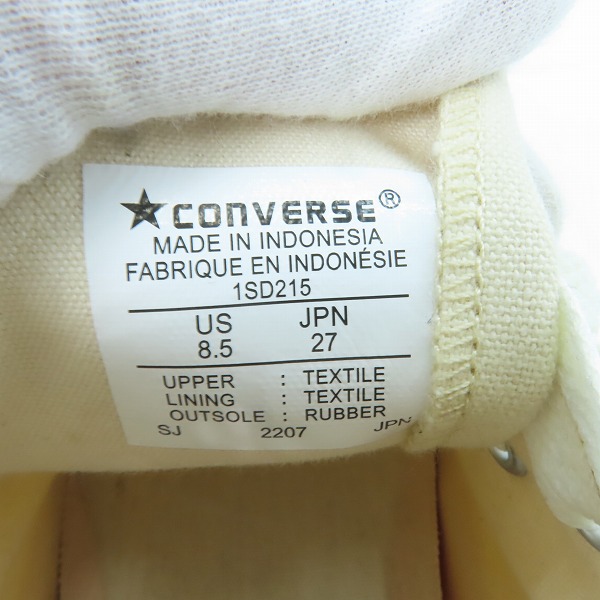 ★CONVERSE®
MADE IN INDONESIA
FABRIQUE EN INDONÉSIE
1SD215
US JPN
8.5 27
UPPER : TEXTILE
LINING : TEXTILE
OUTSOLE : RUBBER
SJ 2207 JPN